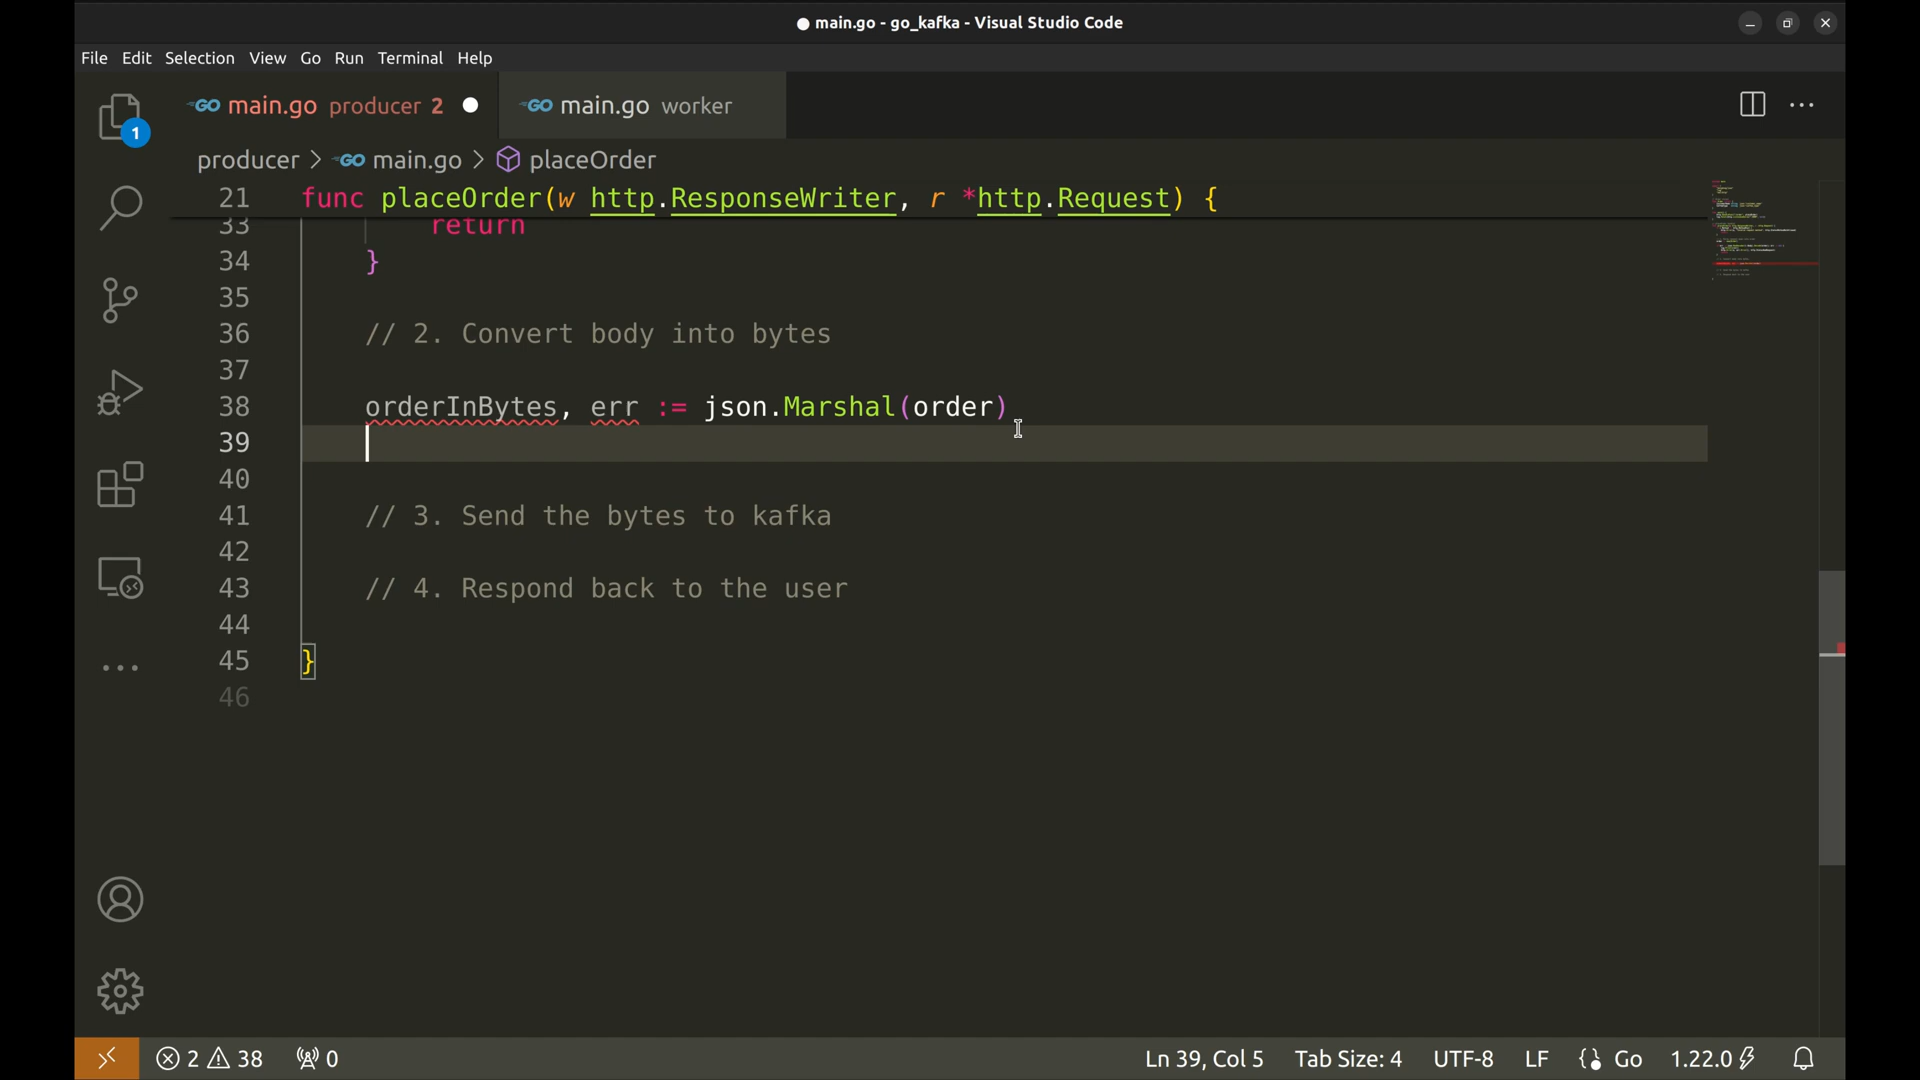 main.go - go_kafka - Visual Studio Code
File Edit Selection View Go Run Terminal Help
1
GO main.go producer 2
GO main.go worker
producer > GO main.go > placeOrder
21 func placeOrder(w http.ResponseWriter, r *http.Request) {
33 return
34 }
35
36 // 2. Convert body into bytes
37
38 orderInBytes, err := json.Marshal(order)
39
40
41 // 3. Send the bytes to kafka
42
43 // 4. Respond back to the user
44
45 }
46
2 38 0 Ln 39, Col 5 Tab Size: 4 UTF-8 LF Go 1.22.0